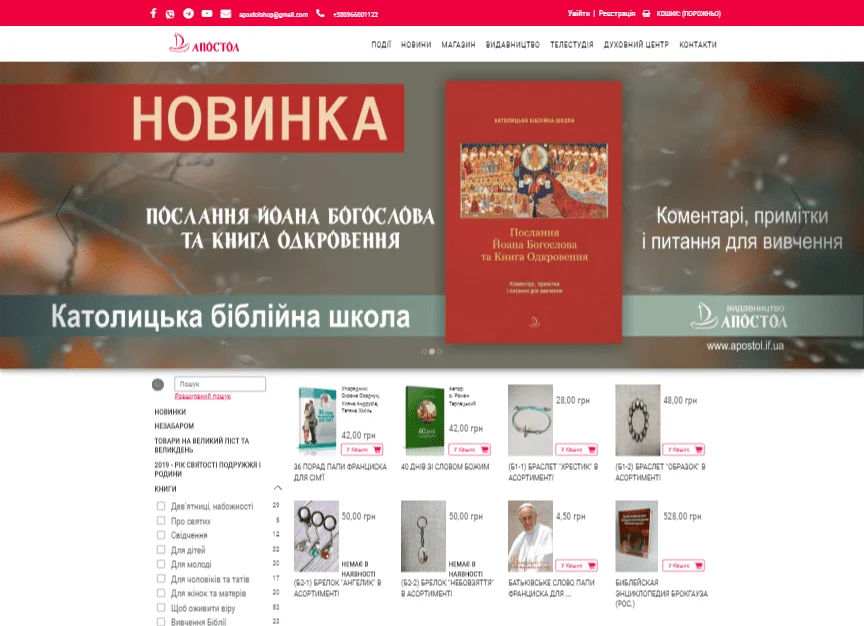 apostolshop@gmail.com +380966001122
Увійти | Реєстрація КОШИК: (ПОРОЖНЬО)
АПОСТОЛ
ПОДІЇ НОВИНИ МАГАЗИН ВИДАВНИЦТВО ТЕЛЕСТУДІЯ ДУХОВНИЙ ЦЕНТР КОНТАКТИ
НОВИНКА
ПОСЛАННЯ ЙОАНА БОГОСЛОВА
ТА КНИГА ОДКРОВЕННЯ
Католицька біблійна школа
КАТОЛИЦЬКА БІБЛІЙНА ШКОЛА
Послання
Йоана Богослова
та Книга Одкровення
Коментарі, примітки
і питання для вивчення
Коментарі, примітки
і питання для вивчення
ВИДАВНИЦТВО
АПОСТОЛ
www.apostol.if.ua
Пошук
Розширений пошук
НОВИНКИ
НЕЗАБАРОМ
ТОВАРИ НА ВЕЛИКИЙ ПІСТ ТА
ВЕЛИКДЕНЬ
2019 - РІК СВЯТОСТІ ПОДРУЖЖЯ І
РОДИНИ
КНИГИ
Дев'ятниці, набожності 29
Про святих 5
Свідчення 12
Для дітей 52
Для молоді 20
Для чоловіків та татів 17
Для жінок та матерів 20
Щоб оживити віру 53
Вивчення Біблії 23
Упорядник:
Оксана Осадчук,
Уляна Андрусів,
Тетяна Хміль
42,00 грн
У Кошик
36 ПОРАД ПАПИ ФРАНЦИСКА
ДЛЯ СІМ'Ї
Автор:
о. Роман
Терлецький
42,00 грн
У Кошик
40 ДНІВ ЗІ СЛОВОМ БОЖИМ
28,00 грн
У Кошик
(Б1-1) БРАСЛЕТ "ХРЕСТИК" В
АСОРТИМЕНТІ
48,00 грн
У Кошик
(Б1-2) БРАСЛЕТ "ОБРАЗОК" В
АСОРТИМЕНТІ
50,00 грн
НЕМАЄ В
НАЯВНОСТІ
(Б2-1) БРЕЛОК "АНГЕЛИК" В
АСОРТИМЕНТІ
50,00 грн
НЕМАЄ В
НАЯВНОСТІ
(Б2-2) БРЕЛОК "НЕБОВЗЯТТЯ"
В АСОРТИМЕНТІ
4,50 грн
У Кошик
БАТЬКІВСЬКЕ СЛОВО ПАПИ
ФРАНЦИСКА ДЛЯ ...
528,00 грн
У Кошик
БИБЛЕЙСКАЯ
ЭНЦИКЛОПЕДИЯ БРОКГАУЗА
(РОС.)